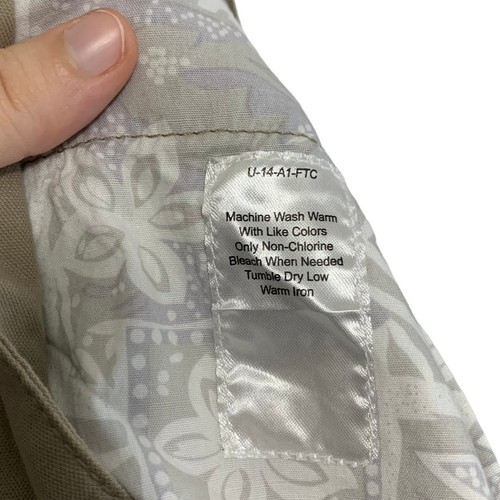 U-14-A1-FTC
Machine Wash Warm
With Like Colors
Only Non-Chlorine
Bleach When Needed
Tumble Dry Low
Warm Iron